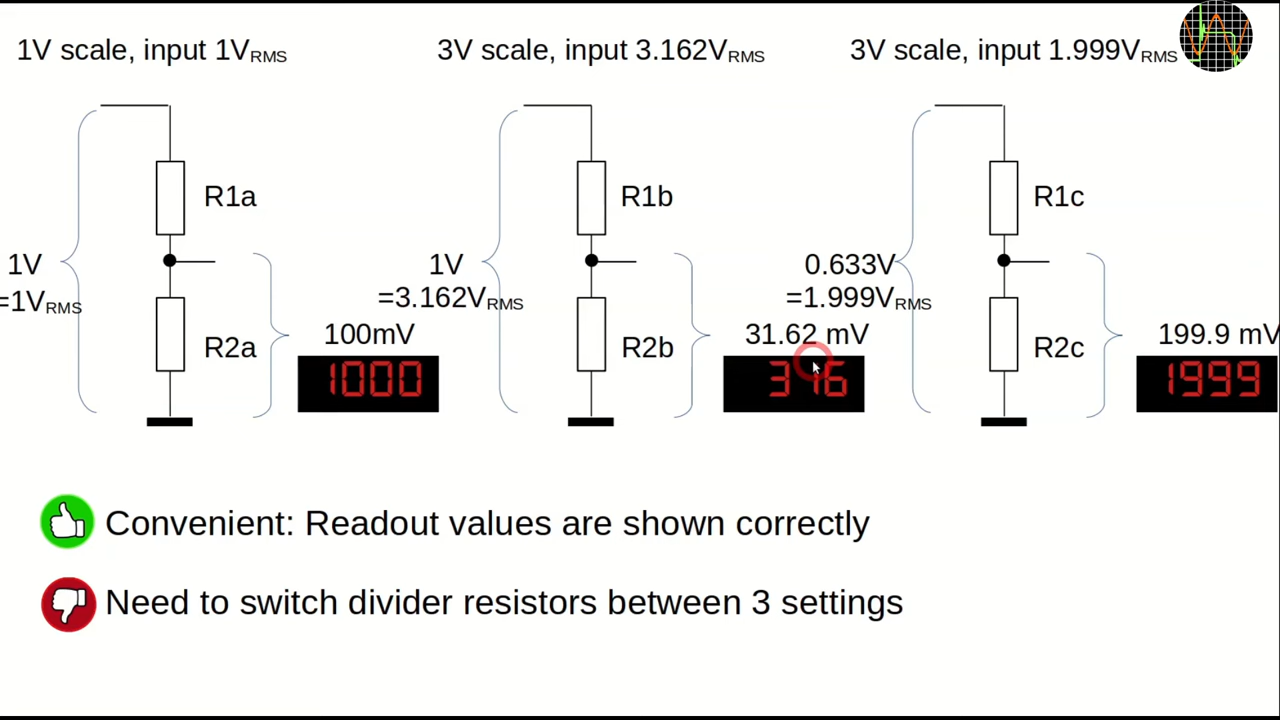 1V scale, input 1VRMS
3V scale, input 3.162VRMS
3V scale, input 1.999VRMS
R1a
R1b
R1c
1V
=1VRMS
1V
=3.162VRMS
0.633V
=1.999VRMS
100mV
31.62 mV
199.9 mV
R2a
R2b
R2c
1000
316
1999
Convenient: Readout values are shown correctly
Need to switch divider resistors between 3 settings